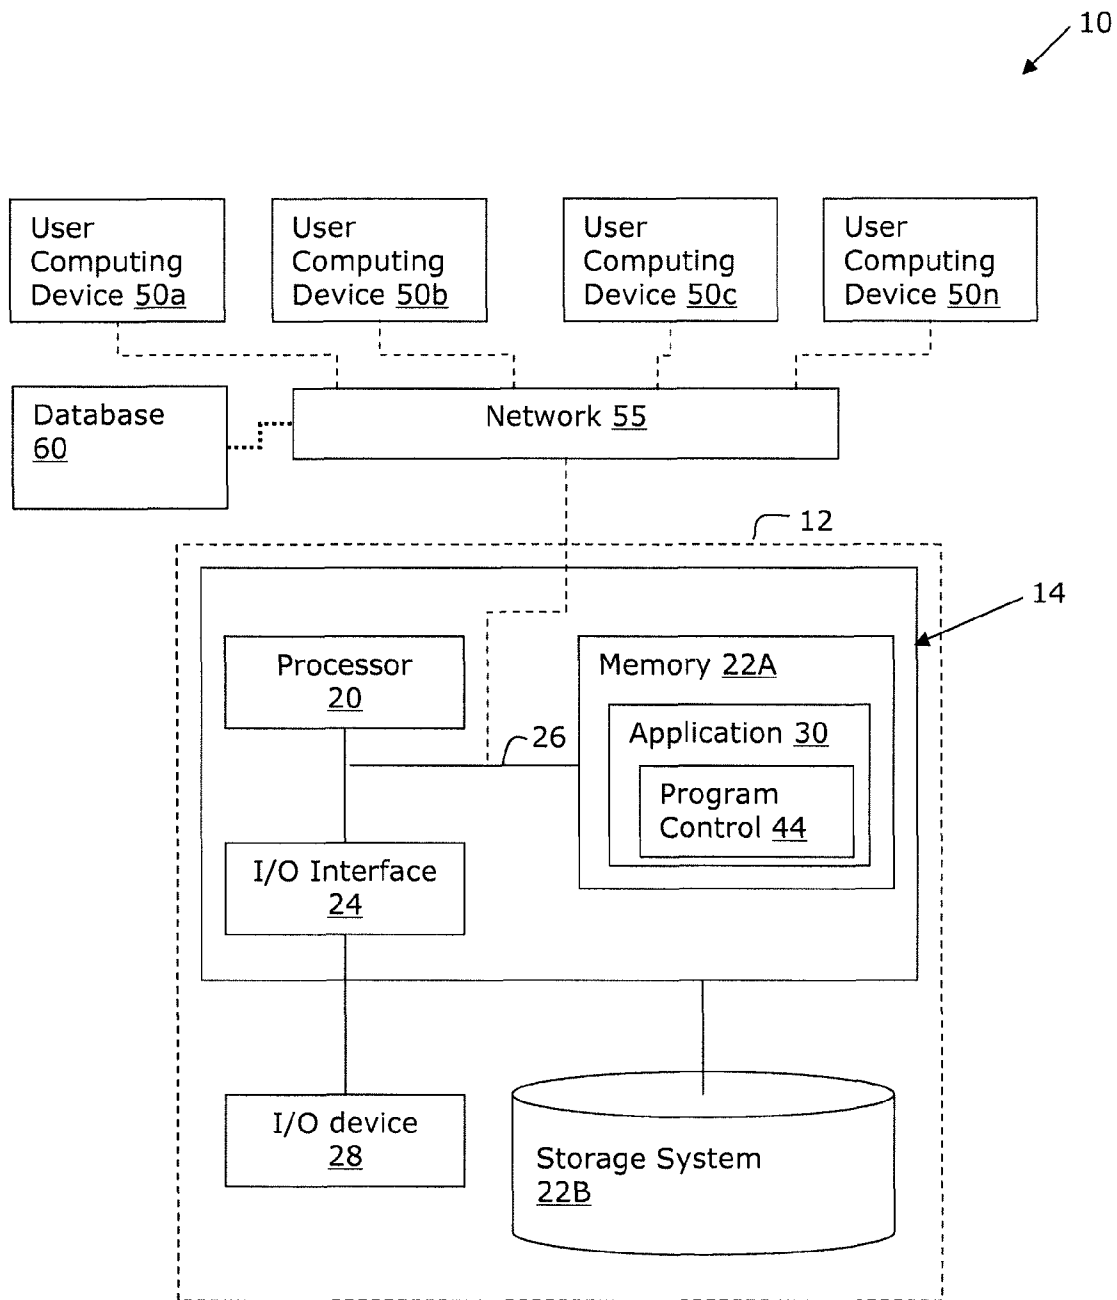 10
User
Computing
Device 50a
User
Computing
Device 50b
User
Computing
Device 50c
User
Computing
Device 50n
Database
60
Network 55
12
14
Processor
20
Memory 22A
Application 30
26
Program
Control 44
I/O Interface
24
I/O device
28
Storage System
22B